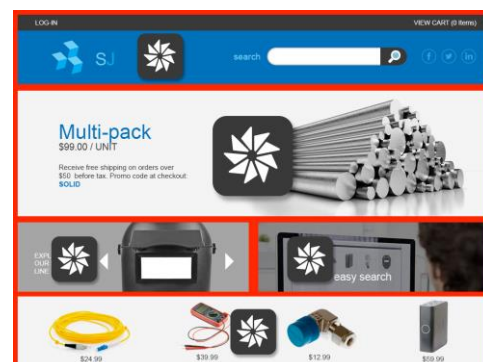 LOG-IN
VIEW CART (0 Items)
SJ
search
Multi-pack
$99.00 / UNIT
Receive free shipping on orders over
$50 before tax. Promo code at checkout:
SOLID
OUR
LINE
easy search
$24.99
$39.99
$12.99
$59.99